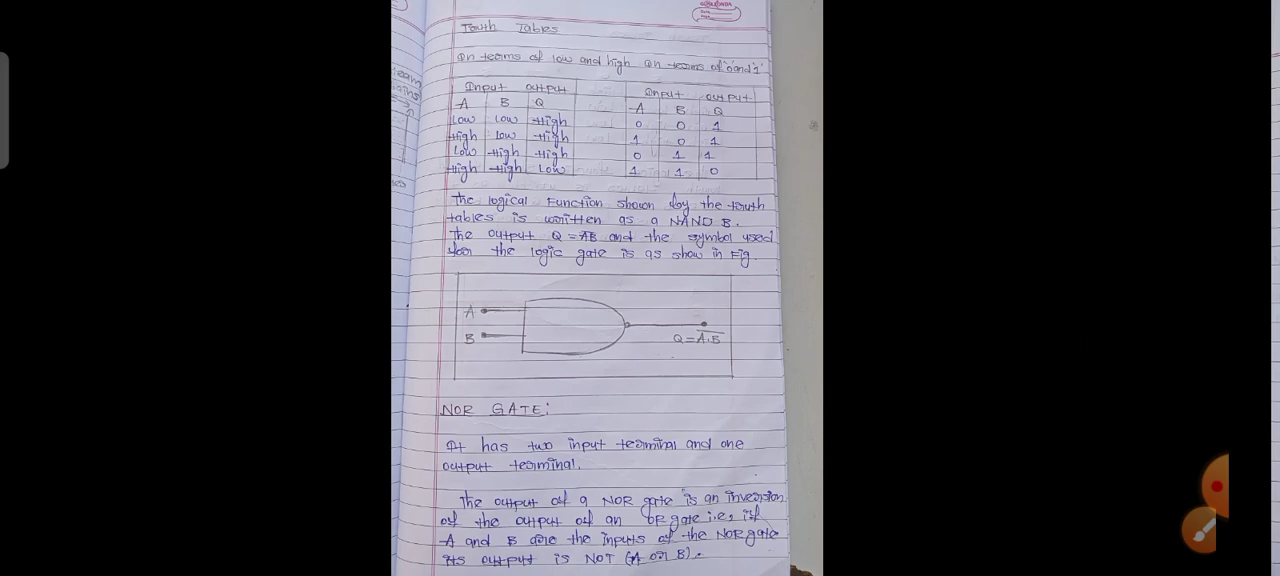 Truth Tables
In terms of low and high In terms of '0' and '1'
Input output Input output
A B Q A B Q
Low Low High 0 0 1
High Low High 1 0 1
Low High High 0 1 1
High High Low 1 1 0
The logical Function shown by the truth
tables is written as a NAND B.
The output Q = AB and the symbol used
for the logic gate is as show in Fig.
A
B
Q = \overline{A.B}
NOR GATE:
It has two input terminal and one
output terminal.
The output of a NOR gate is an inversion
of the output of an OR gate i.e, if
A and B are the inputs of the NOR gate
its output is NOT (A or B).